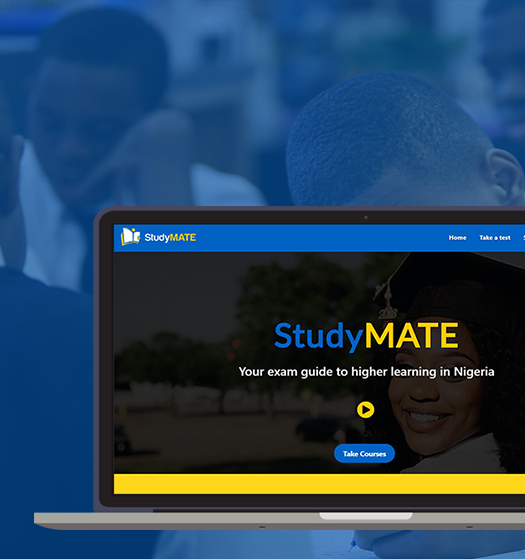 StudyMATE
Home Take a test S
StudyMATE
Your exam guide to higher learning in Nigeria
Take Courses